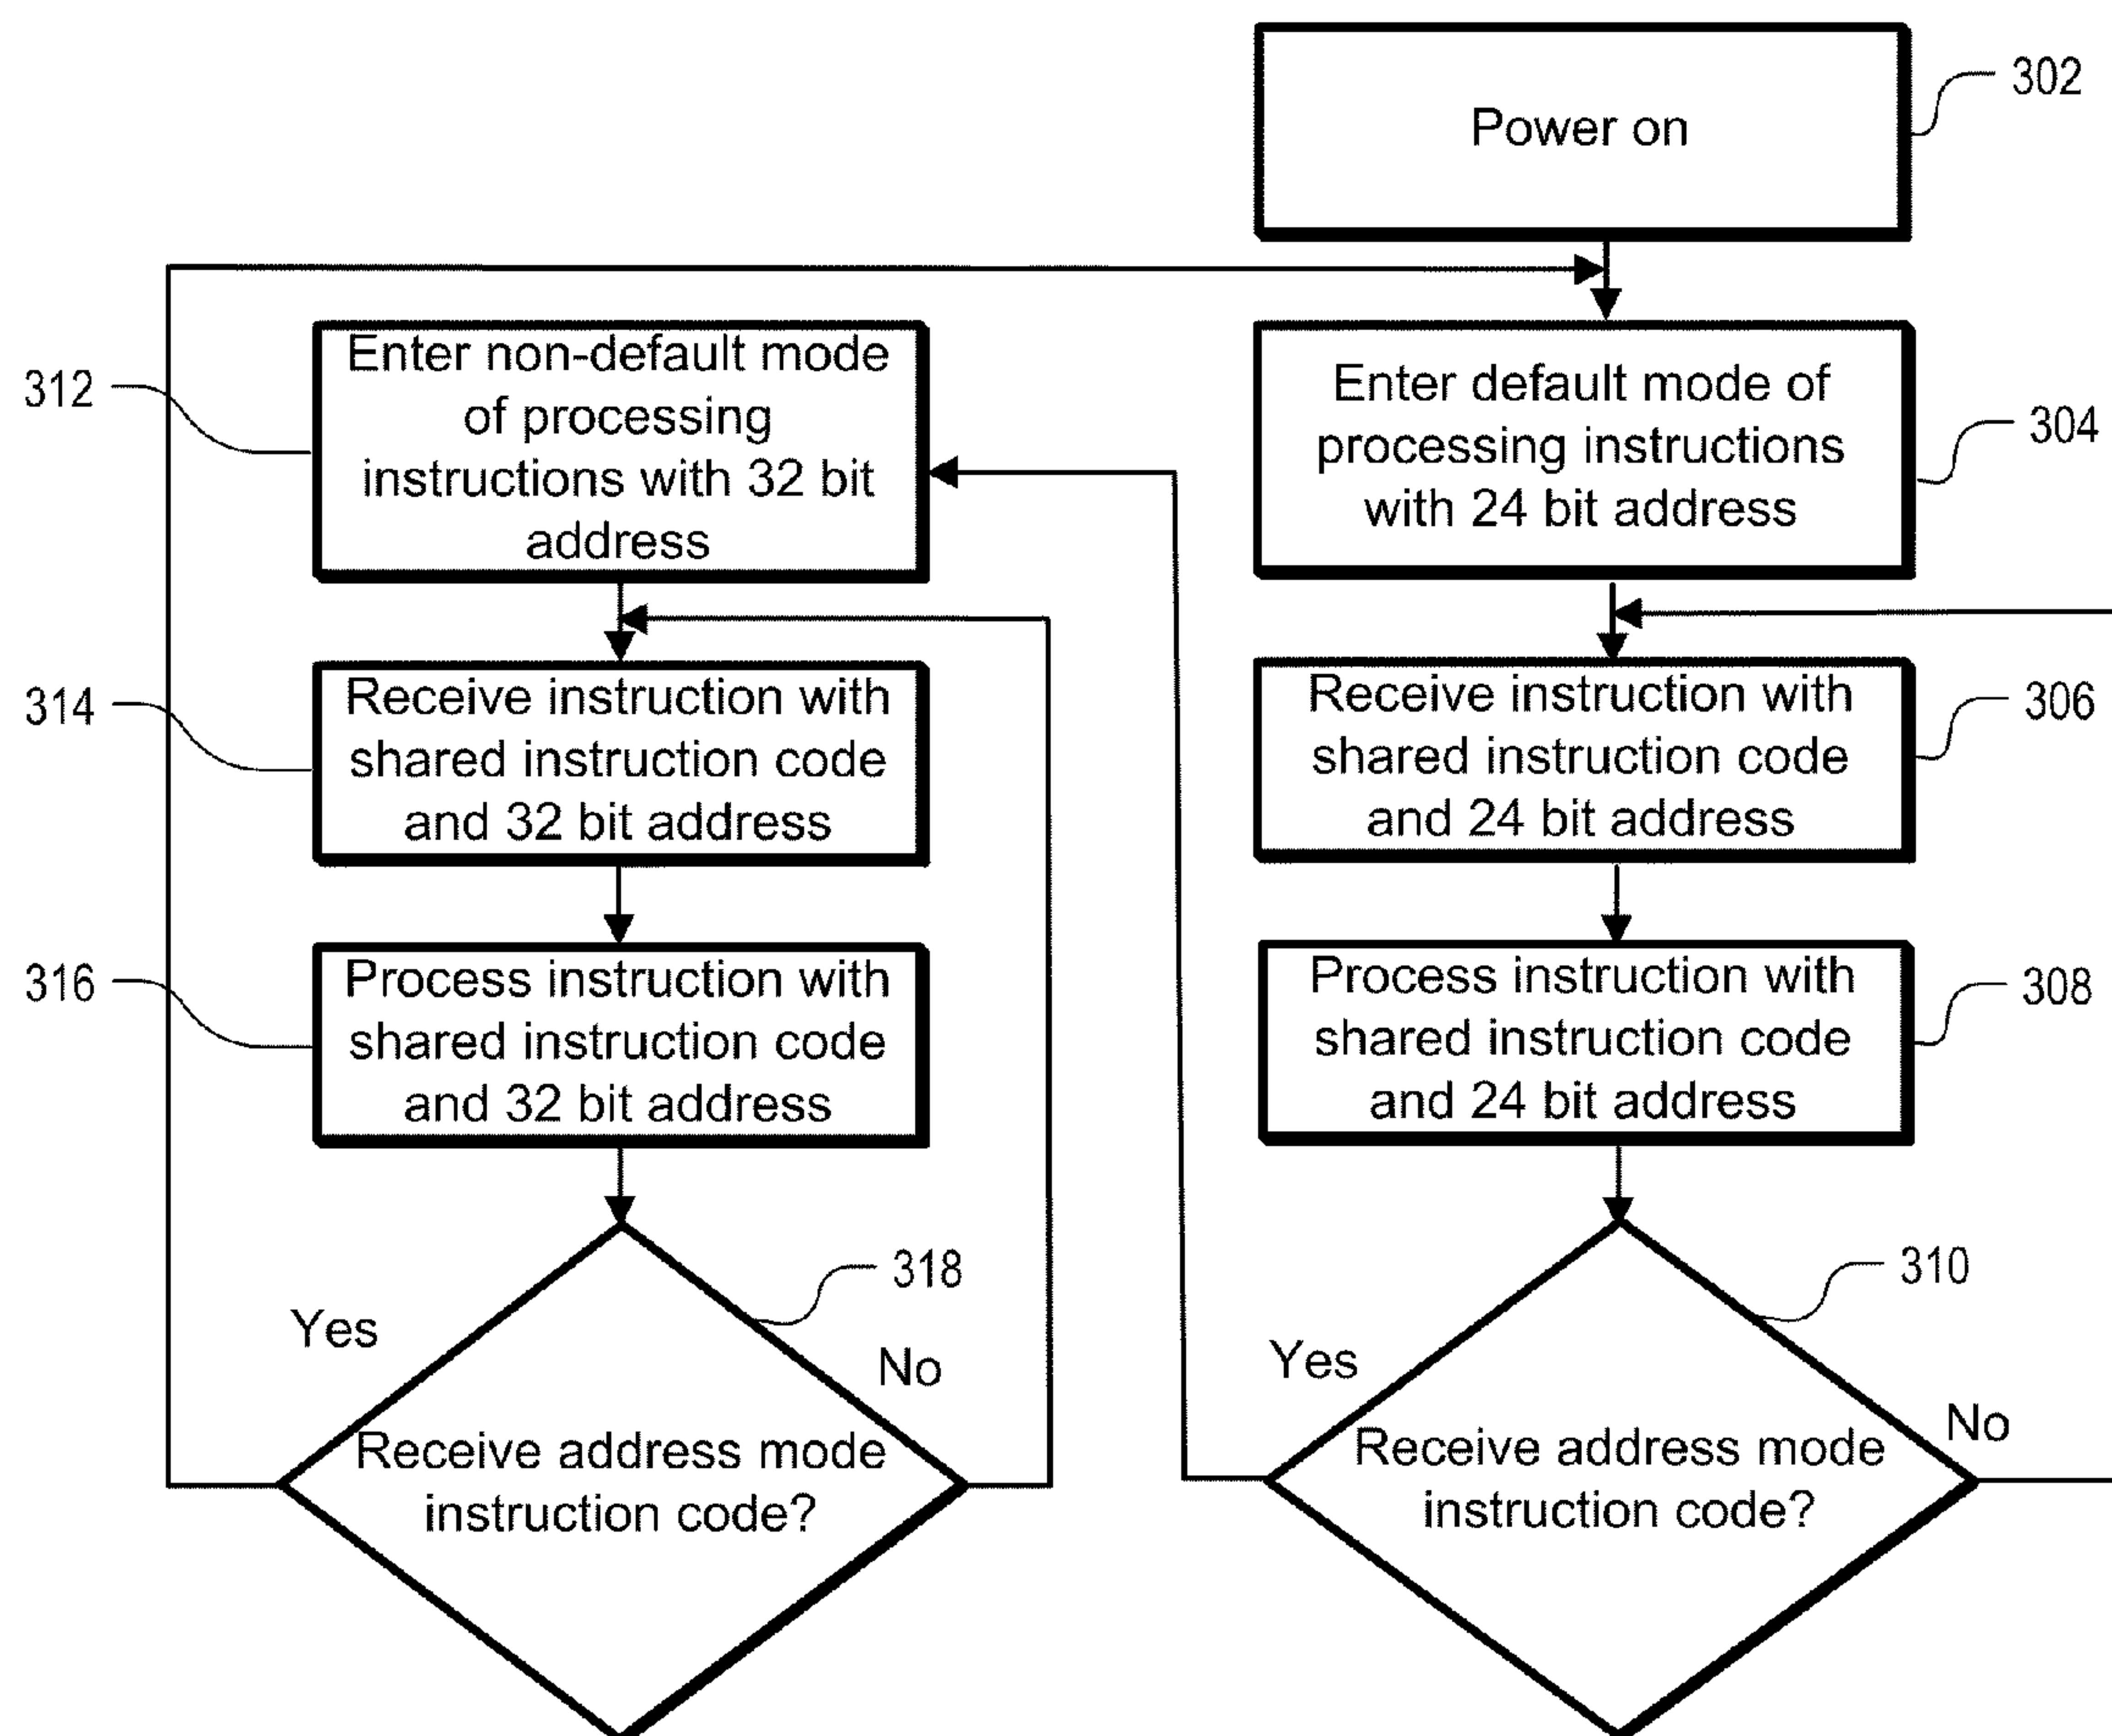 Power on
302
Enter default mode of
processing instructions
with 24 bit address
304
Receive instruction with
shared instruction code
and 24 bit address
306
Process instruction with
shared instruction code
and 24 bit address
308
310
Yes
No
Receive address mode
instruction code?
312
Enter non-default mode
of processing
instructions with 32 bit
address
314
Receive instruction with
shared instruction code
and 32 bit address
316
Process instruction with
shared instruction code
and 32 bit address
318
Yes
No
Receive address mode
instruction code?